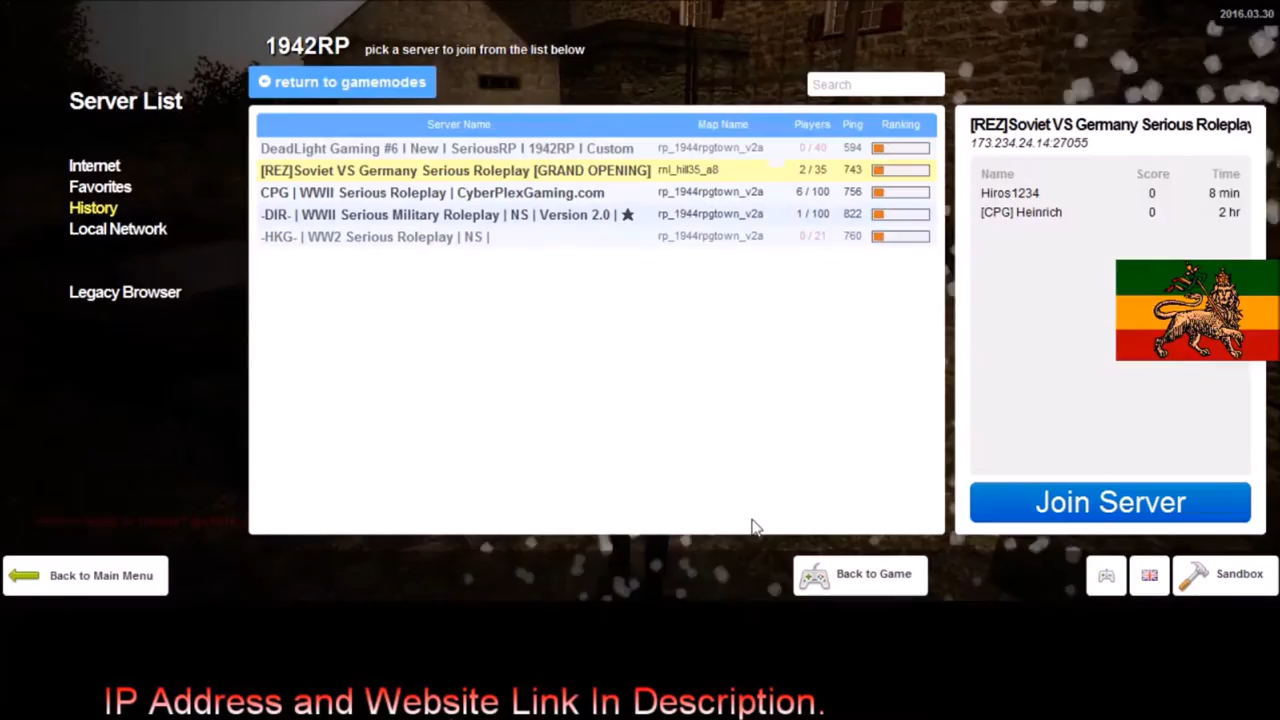 2016.03.30
1942RP pick a server to join from the list below
return to gamemodes
Search
Server List
Internet
Favorites
History
Local Network
Legacy Browser
Server Name Map Name Players Ping Ranking
DeadLight Gaming #6 I New I SeriousRP I 1942RP I Custom rp_1944rpgtown_v2a 0 / 40 594
[REZ]Soviet VS Germany Serious Roleplay [GRAND OPENING] rnl_hill35_a8 2 / 35 743
CPG | WWII Serious Roleplay | CyberPlexGaming.com rp_1944rpgtown_v2a 6 / 100 756
-DIR- | WWII Serious Military Roleplay | NS | Version 2.0 | ★ rp_1944rpgtown_v2a 1 / 100 822
-HKG- | WW2 Serious Roleplay | NS | rp_1944rpgtown_v2a 0 / 21 760
[REZ]Soviet VS Germany Serious Roleplay
173.234.24.14:27055
Name Score Time
Hiros1234 0 8 min
[CPG] Heinrich 0 2 hr
Join Server
Back to Main Menu
Back to Game
Sandbox
IP Address and Website Link In Description.